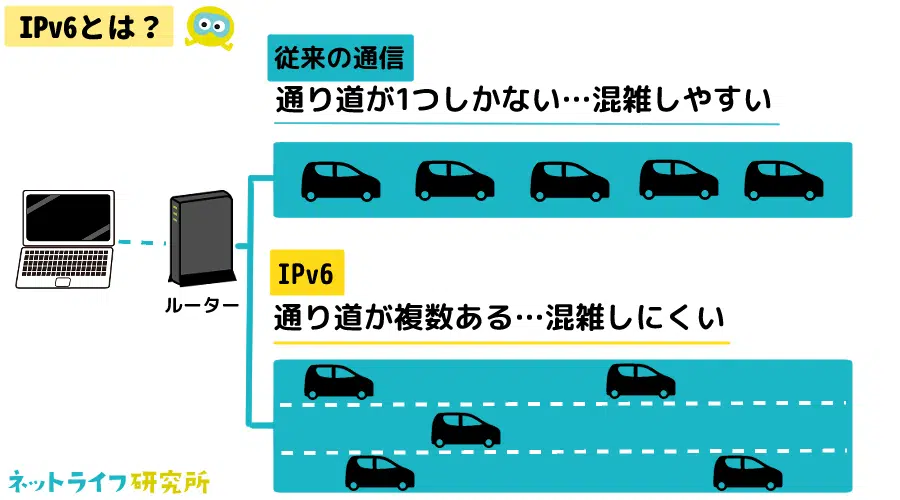 IPv6とは？
従来の通信
通り道が1つしかない…混雑しやすい
ルーター
IPv6
通り道が複数ある…混雑しにくい
ネットライフ研究所